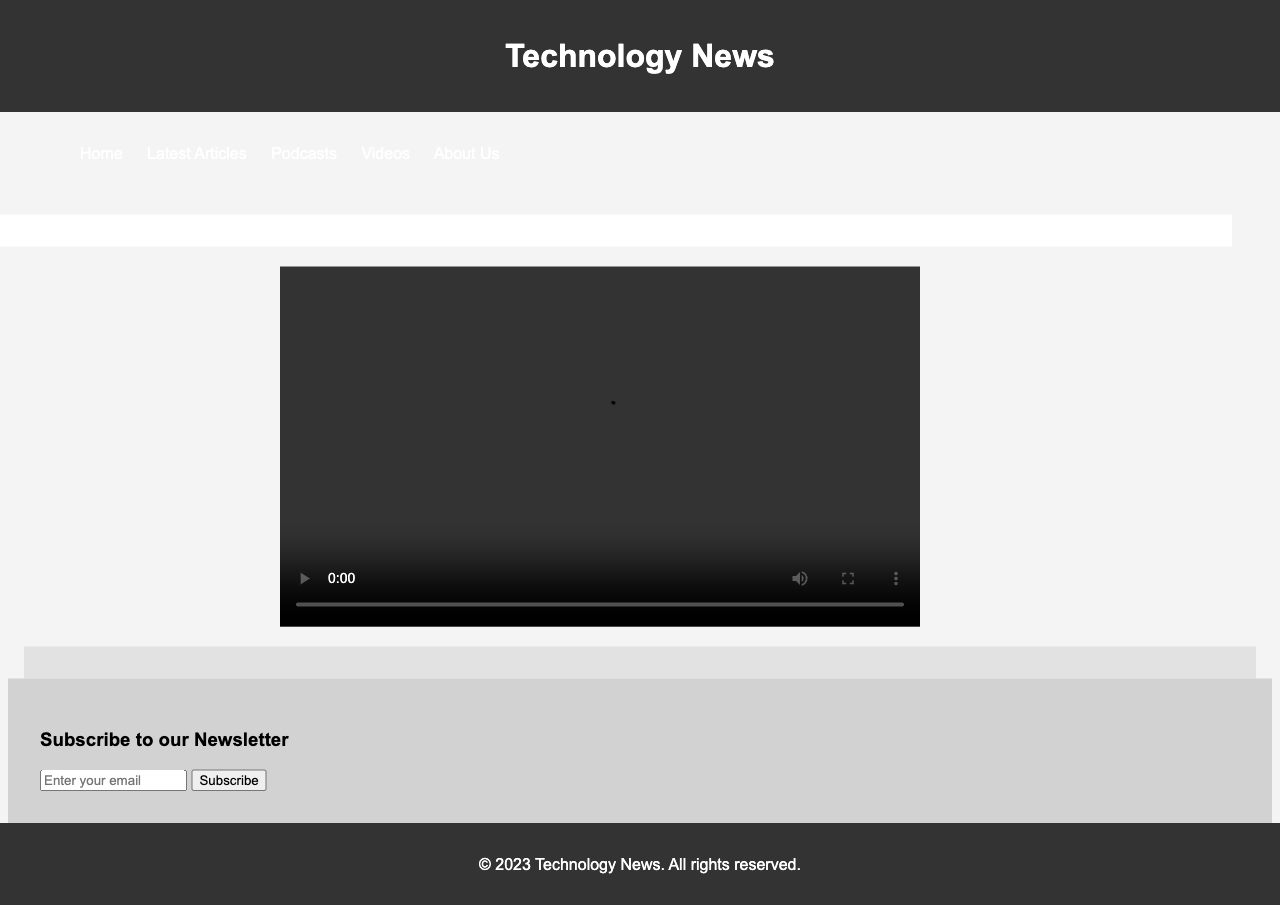 Technology News
Home Latest Articles Podcasts Videos About Us
0:00
Subscribe to our Newsletter
Enter your email Subscribe
© 2023 Technology News. All rights reserved.